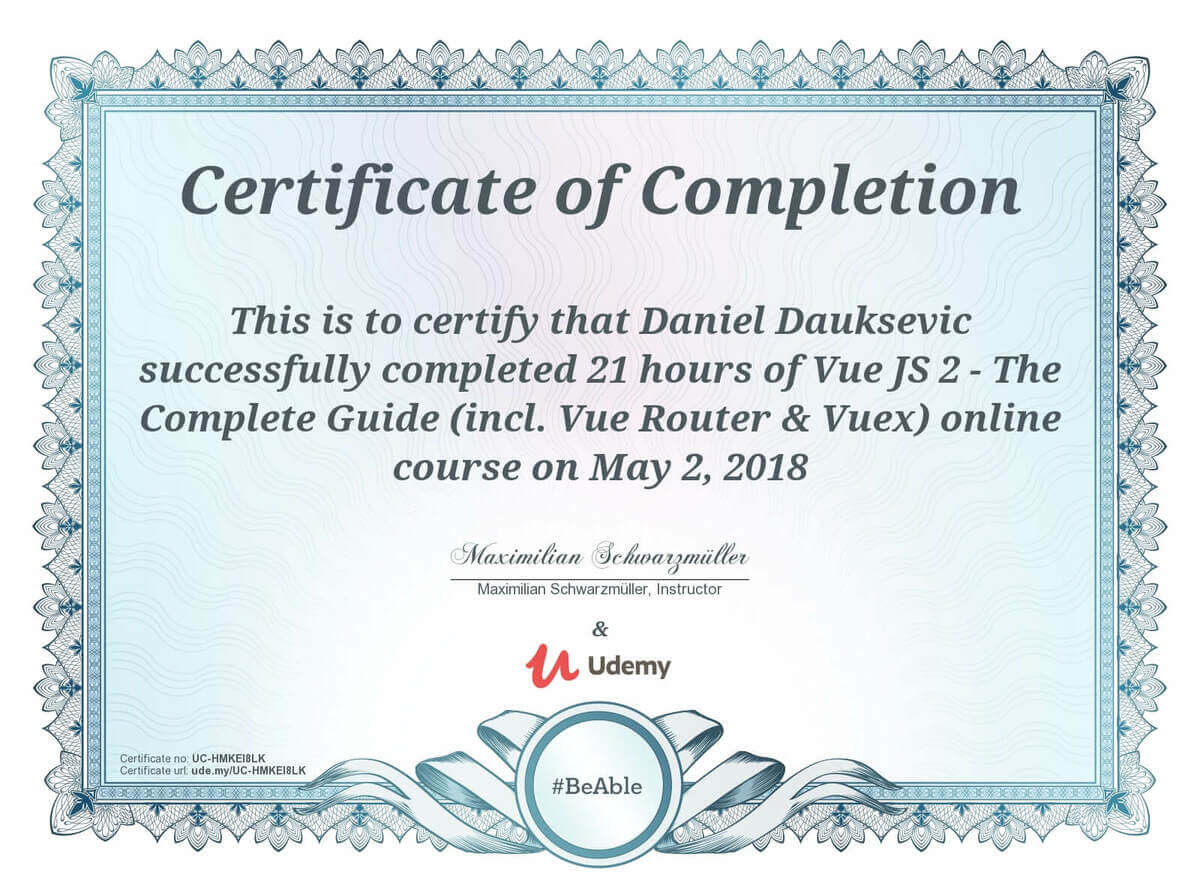 Certificate of Completion
This is to certify that Daniel Dauksevic
successfully completed 21 hours of Vue JS 2 - The
Complete Guide (incl. Vue Router & Vuex) online
course on May 2, 2018
Maximilian Schwarzmüller
Maximilian Schwarzmüller, Instructor
&
Udemy
Certificate no: UC-HMKEI8LK
Certificate url: ude.my/UC-HMKEI8LK
#BeAble